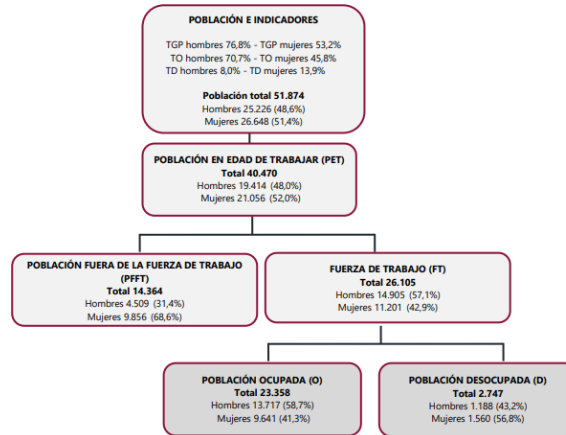 POBLACIÓN E INDICADORES
TGP hombres 76,8% - TGP mujeres 53,2%
TO hombres 70,7% - TO mujeres 45,8%
TD hombres 8,0% - TD mujeres 13,9%
Población total 51.874
Hombres 25.226 (48,6%)
Mujeres 26.648 (51,4%)
POBLACIÓN EN EDAD DE TRABAJAR (PET)
Total 40.470
Hombres 19.414 (48,0%)
Mujeres 21.056 (52,0%)
POBLACIÓN FUERA DE LA FUERZA DE TRABAJO
(PFFT)
Total 14.364
Hombres 4.509 (31,4%)
Mujeres 9.856 (68,6%)
FUERZA DE TRABAJO (FT)
Total 26.105
Hombres 14.905 (57,1%)
Mujeres 11.201 (42,9%)
POBLACIÓN OCUPADA (O)
Total 23.358
Hombres 13.717 (58,7%)
Mujeres 9.641 (41,3%)
POBLACIÓN DESOCUPADA (D)
Total 2.747
Hombres 1.188 (43,2%)
Mujeres 1.560 (56,8%)